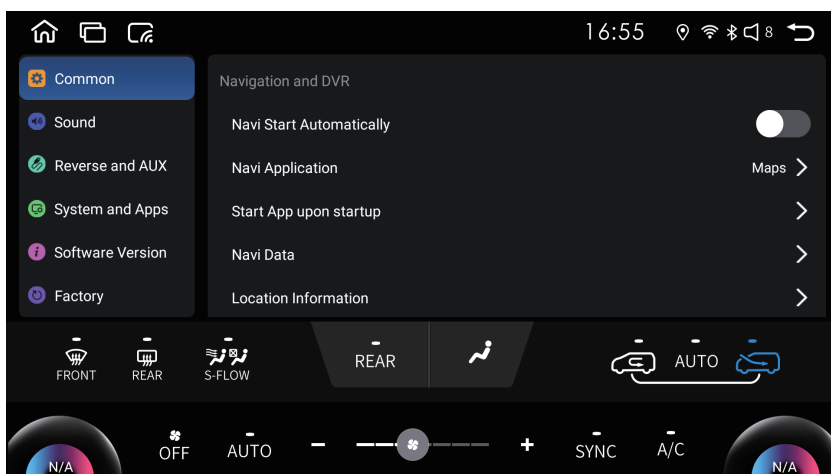 16:55 8
Common
Sound
Reverse and AUX
System and Apps
Software Version
Factory
Navigation and DVR
Navi Start Automatically
Navi Application Maps
Start App upon startup
Navi Data
Location Information
FRONT REAR S-FLOW REAR AUTO
N/A OFF AUTO - + SYNC A/C N/A